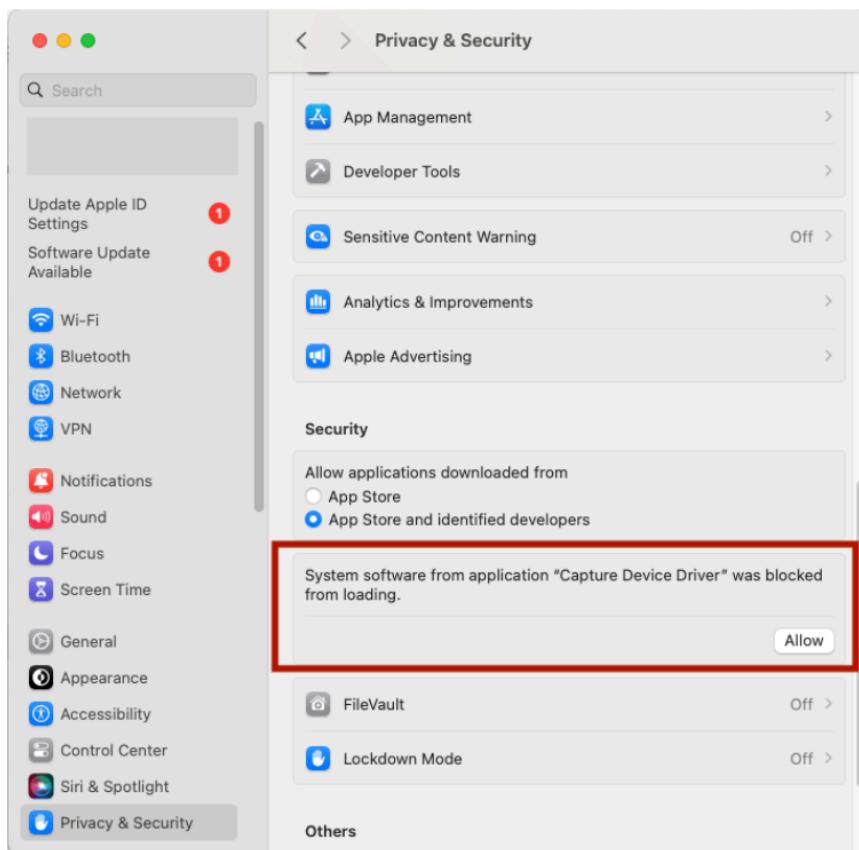 Privacy & Security
Search
Update Apple ID
Settings
1
Software Update
Available
1
Wi-Fi
Bluetooth
Network
VPN
Notifications
Sound
Focus
Screen Time
General
Appearance
Accessibility
Control Center
Siri & Spotlight
Privacy & Security
App Management
Developer Tools
Sensitive Content Warning Off
Analytics & Improvements
Apple Advertising
Security
Allow applications downloaded from
App Store
App Store and identified developers
System software from application “Capture Device Driver” was blocked
from loading.
Allow
FileVault Off
Lockdown Mode Off
Others